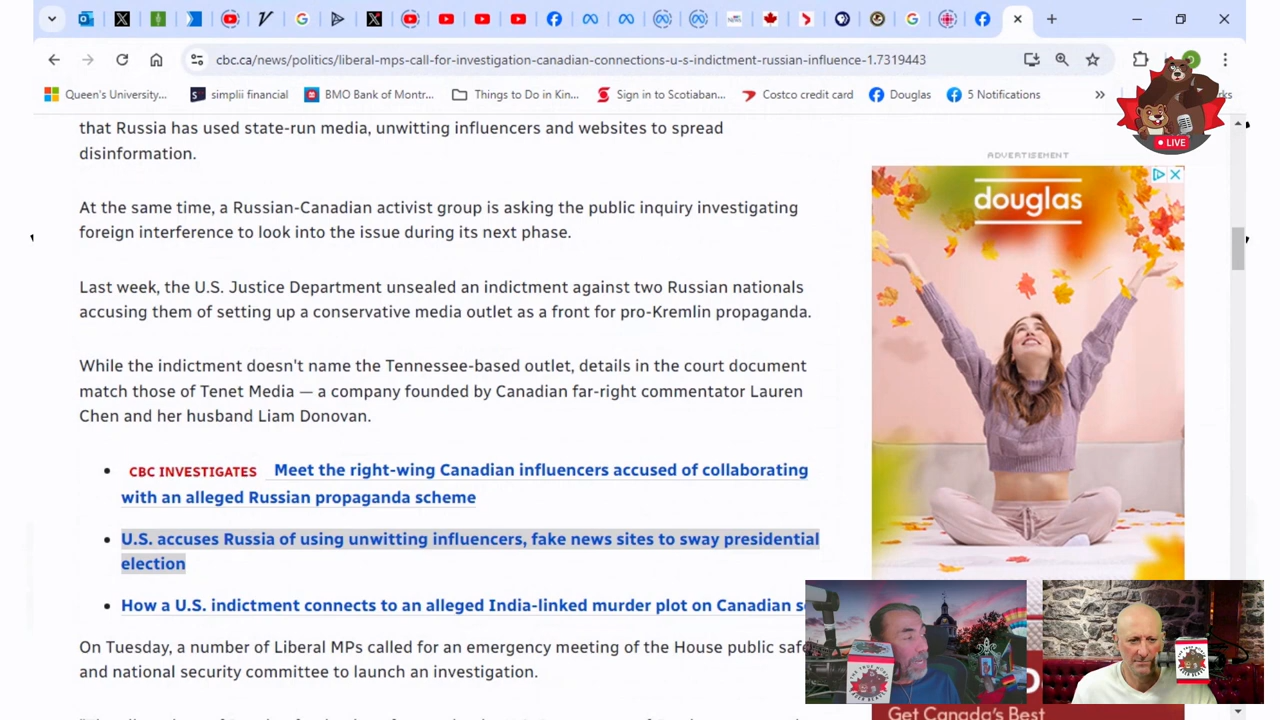 cbc.ca/news/politics/liberal-mps-call-for-investigation-canadian-connections-u-s-indictment-russian-influence-1.7319443
Queen's University... simplii financial BMO Bank of Montr... Things to Do in Kin... Sign in to Scotiaban... Costco credit card Douglas 5 Notifications »
LIVE
that Russia has used state-run media, unwitting influencers and websites to spread
disinformation.
ADVERTISEMENT
douglas
At the same time, a Russian-Canadian activist group is asking the public inquiry investigating
foreign interference to look into the issue during its next phase.
Last week, the U.S. Justice Department unsealed an indictment against two Russian nationals
accusing them of setting up a conservative media outlet as a front for pro-Kremlin propaganda.
While the indictment doesn't name the Tennessee-based outlet, details in the court document
match those of Tenet Media — a company founded by Canadian far-right commentator Lauren
Chen and her husband Liam Donovan.
• CBC INVESTIGATES Meet the right-wing Canadian influencers accused of collaborating
with an alleged Russian propaganda scheme
• U.S. accuses Russia of using unwitting influencers, fake news sites to sway presidential
election
• How a U.S. indictment connects to an alleged India-linked murder plot on Canadian
On Tuesday, a number of Liberal MPs called for an emergency meeting of the House public
and national security committee to launch an investigation.
Get Canada's Best